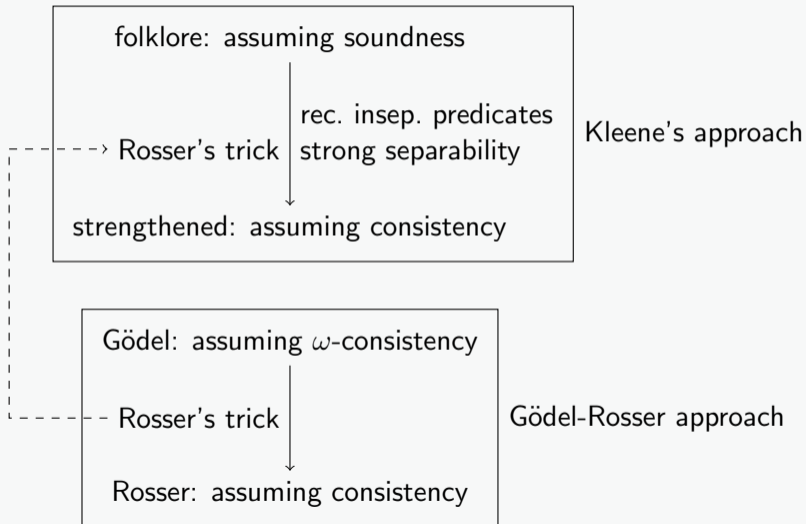 folklore: assuming soundness
rec. insep. predicates
Rosser's trick
strong separability
Kleene's approach
strengthened: assuming consistency
Gödel: assuming ω-consistency
Rosser's trick
Gödel-Rosser approach
Rosser: assuming consistency